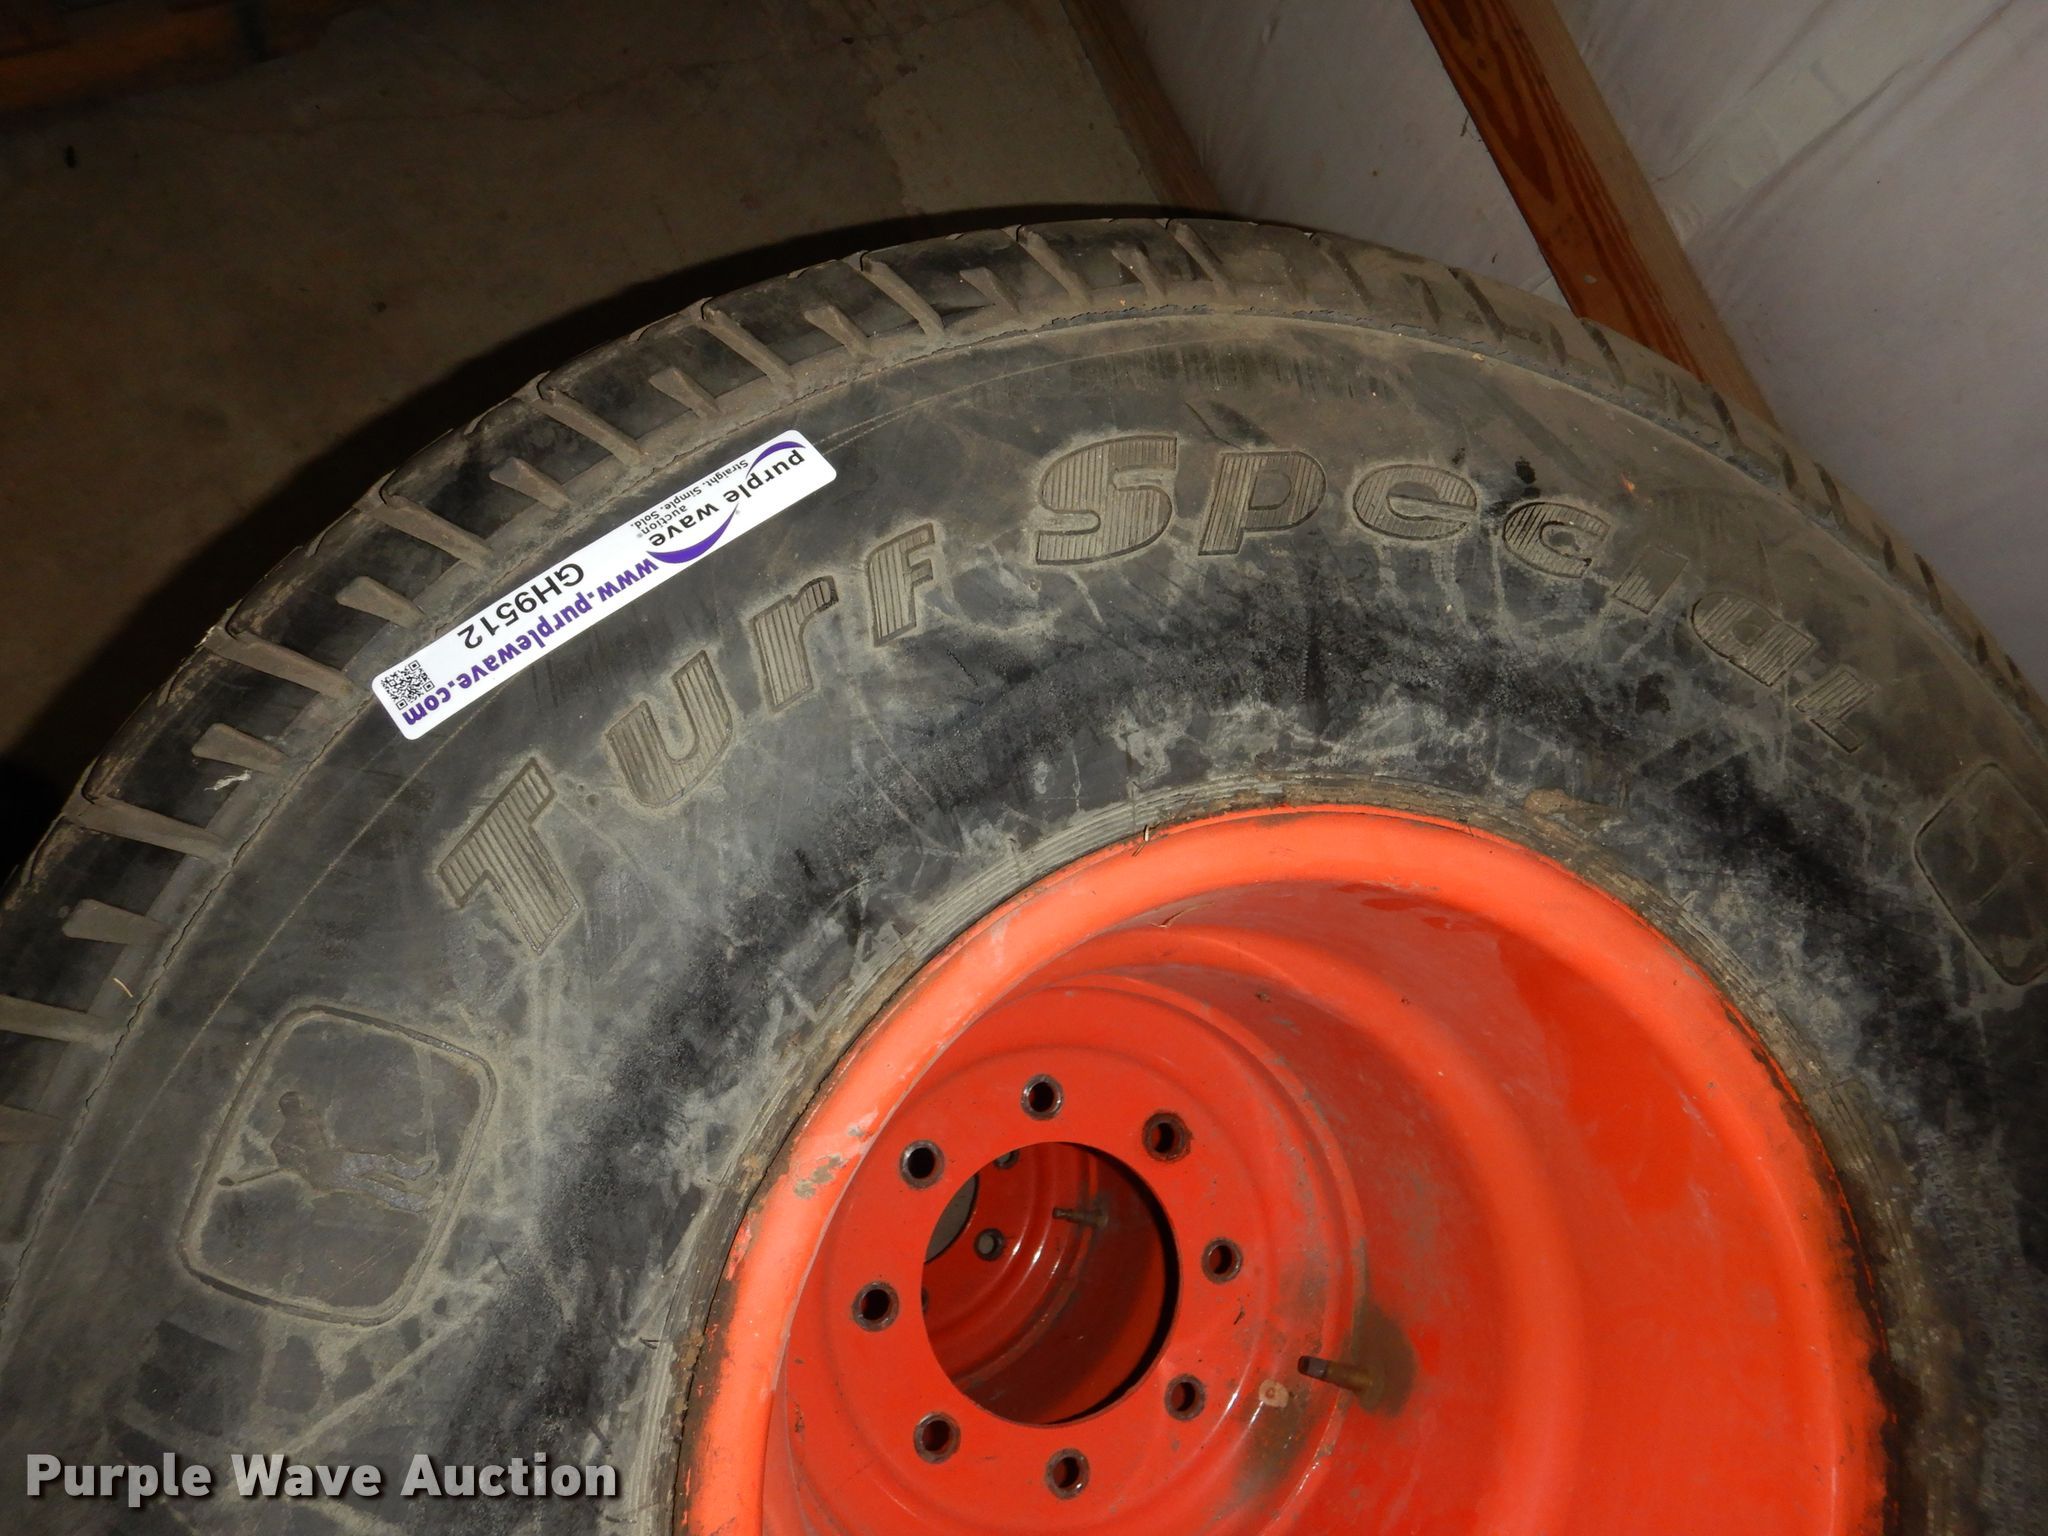 purple wave®
auction
Straight. Simple. Sold.
www.purplewave.com
GH9512
Turf Special
Purple Wave Auction